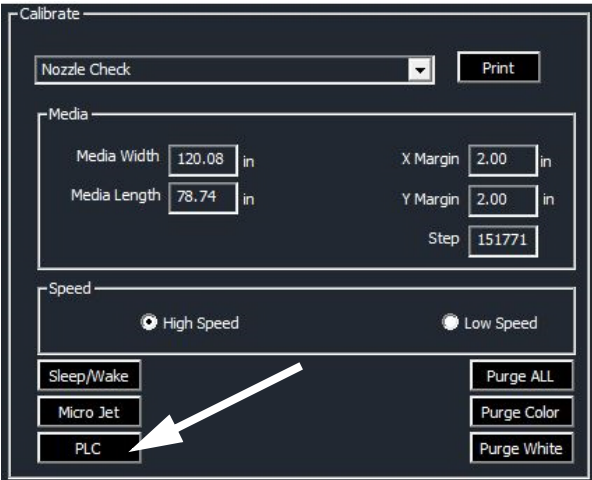 Calibrate
Nozzle Check
Print
Media
Media Width 120.08 in
X Margin 2.00 in
Media Length 78.74 in
Y Margin 2.00 in
Step 151771
Speed
High Speed
Low Speed
Sleep/Wake
Purge ALL
Micro Jet
Purge Color
PLC
Purge White